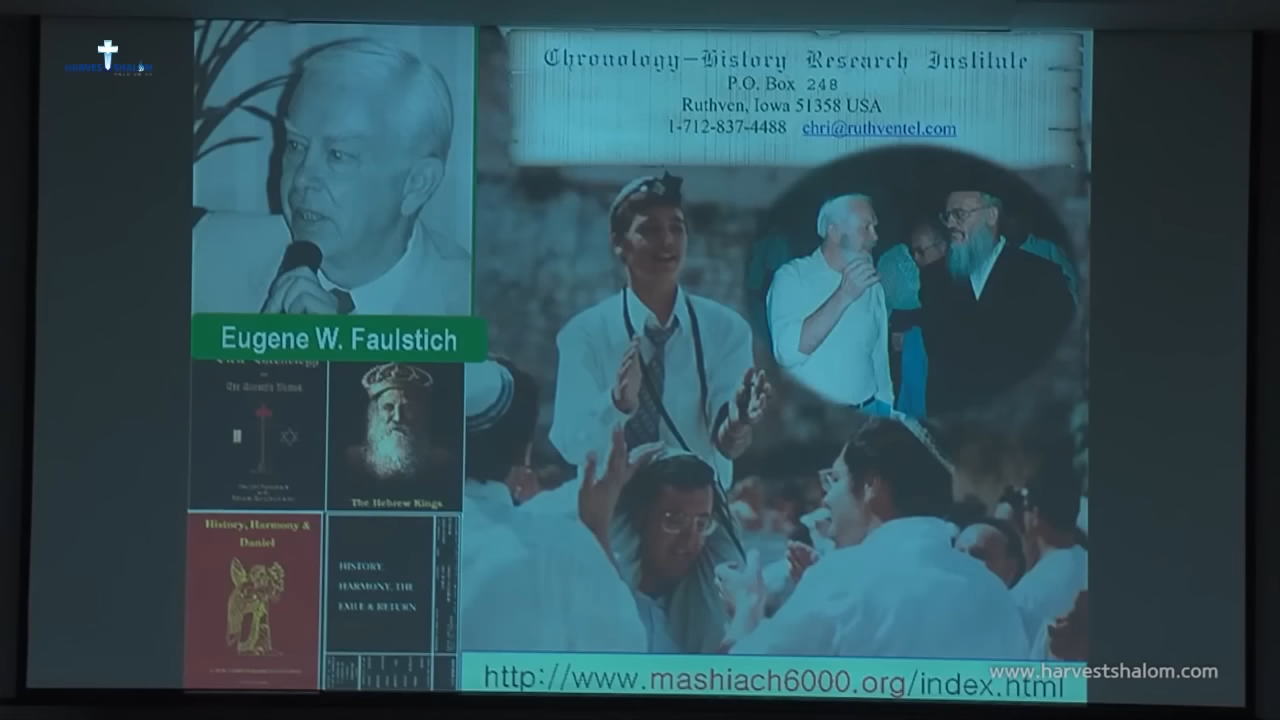 HARVEST SHALOM
Chronology-History Research Institute
P.O. Box 248
Ruthven, Iowa 51358 USA
1-712-837-4488 chri@ruthventel.com
Eugene W. Faulstich
The Hebrew Kings
History, Harmony &
Daniel
HISTORY,
HARMONY, THE
EXILE & RETURN
http://www.mashiach6000.org/index.html
www.harvestshalom.com